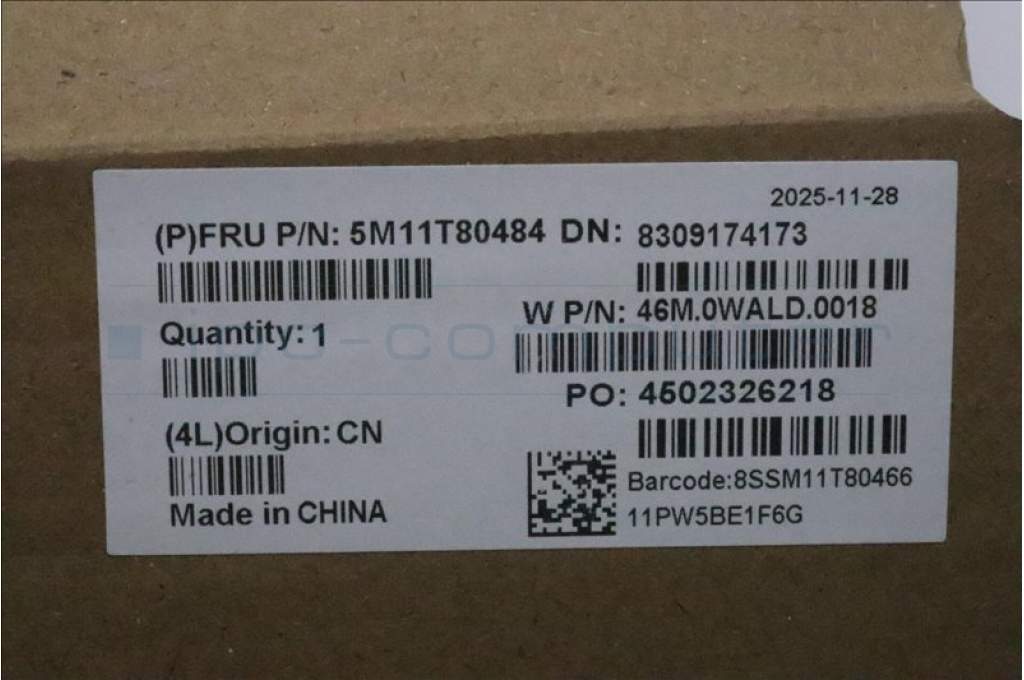 2025-11-28
(P)FRU P/N: 5M11T80484 DN: 8309174173
W P/N: 46M.0WALD.0018
Quantity: 1
PO: 4502326218
(4L)Origin: CN
Barcode:8SSM11T80466
Made in CHINA
11PW5BE1F6G